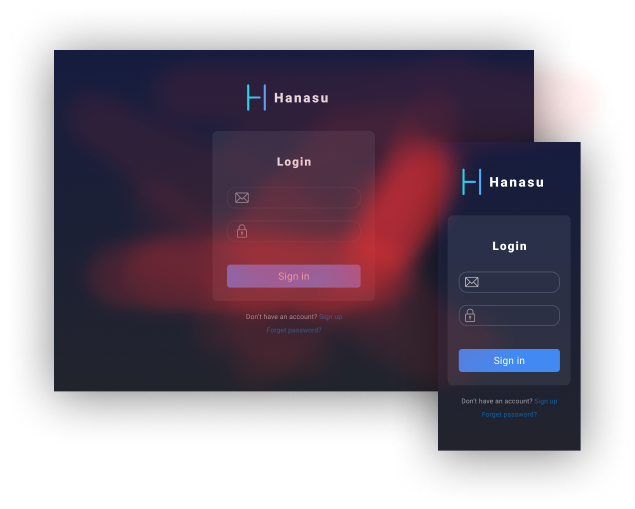 Hanasu
Login
Sign in
Don't have an account? Sign up
Forget password?
Hanasu
Login
Sign in
Don't have an account? Sign up
Forget password?